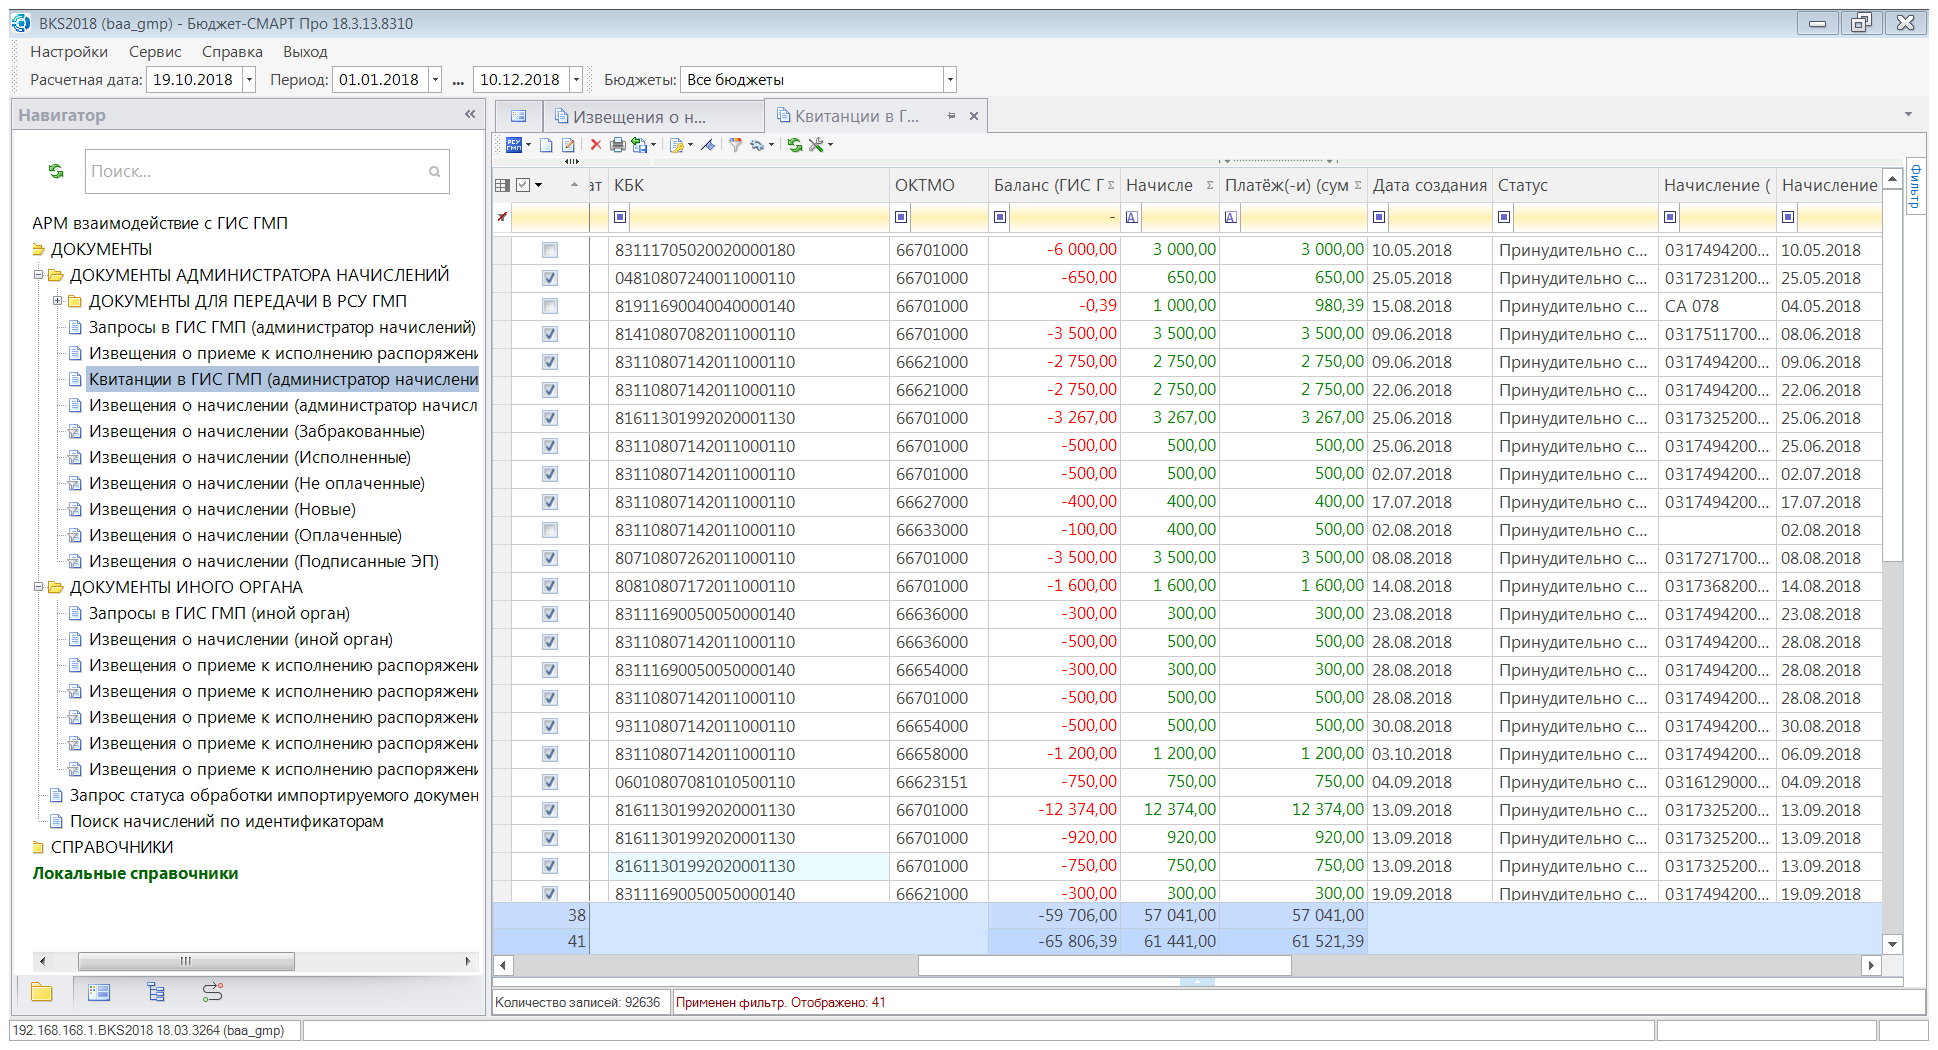 BKS2018 (baa_gmp) - Бюджет-СМАРТ Про 18.3.13.8310
Настройки Сервис Справка Выход
Расчетная дата: 19.10.2018 Период: 01.01.2018 ... 10.12.2018 Бюджеты: Все бюджеты
Навигатор «
Поиск...
АРМ взаимодействие с ГИС ГМП
ДОКУМЕНТЫ
ДОКУМЕНТЫ АДМИНИСТРАТОРА НАЧИСЛЕНИЙ
ДОКУМЕНТЫ ДЛЯ ПЕРЕДАЧИ В РСУ ГМП
Запросы в ГИС ГМП (администратор начислений)
Извещения о приеме к исполнению распоряжени
Квитанции в ГИС ГМП (администратор начислени
Извещения о начислении (администратор начисл
Извещения о начислении (Забракованные)
Извещения о начислении (Исполненные)
Извещения о начислении (Не оплаченные)
Извещения о начислении (Новые)
Извещения о начислении (Оплаченные)
Извещения о начислении (Подписанные ЭП)
ДОКУМЕНТЫ ИНОГО ОРГАНА
Запросы в ГИС ГМП (иной орган)
Извещения о начислении (иной орган)
Извещения о приеме к исполнению распоряжени
Извещения о приеме к исполнению распоряжени
Извещения о приеме к исполнению распоряжени
Извещения о приеме к исполнению распоряжени
Извещения о приеме к исполнению распоряжени
Запрос статуса обработки импортируемого докумен
Поиск начислений по идентификаторам
СПРАВОЧНИКИ
Локальные справочники
Извещения о н... Квитанции в Г...
РСУ ГМП
ат КБК ОКТМО Баланс (ГИС Г Σ Начисле Σ Платёж(-и) (сум Σ Дата создания Статус Начисление ( Начисление
83111705020020000180 66701000 -6 000,00 3 000,00 3 000,00 10.05.2018 Принудительно с... 0317494200... 10.05.2018
04810807240011000110 66701000 -650,00 650,00 650,00 25.05.2018 Принудительно с... 0317231200... 25.05.2018
81911690040040000140 66701000 -0,39 1 000,00 980,39 15.08.2018 Принудительно с... СА 078 04.05.2018
81410807082011000110 66701000 -3 500,00 3 500,00 3 500,00 09.06.2018 Принудительно с... 0317511700... 08.06.2018
83110807142011000110 66621000 -2 750,00 2 750,00 2 750,00 09.06.2018 Принудительно с... 0317494200... 09.06.2018
83110807142011000110 66621000 -2 750,00 2 750,00 2 750,00 22.06.2018 Принудительно с... 0317494200... 22.06.2018
81611301992020001130 66701000 -3 267,00 3 267,00 3 267,00 25.06.2018 Принудительно с... 0317325200... 25.06.2018
83110807142011000110 66701000 -500,00 500,00 500,00 25.06.2018 Принудительно с... 0317494200... 25.06.2018
83110807142011000110 66701000 -500,00 500,00 500,00 02.07.2018 Принудительно с... 0317494200... 02.07.2018
83110807142011000110 66627000 -400,00 400,00 400,00 17.07.2018 Принудительно с... 0317494200... 17.07.2018
83110807142011000110 66633000 -100,00 400,00 500,00 02.08.2018 Принудительно с... 02.08.2018
80710807262011000110 66701000 -3 500,00 3 500,00 3 500,00 08.08.2018 Принудительно с... 0317271700... 08.08.2018
80810807172011000110 66701000 -1 600,00 1 600,00 1 600,00 14.08.2018 Принудительно с... 0317368200... 14.08.2018
83111690050050000140 66636000 -300,00 300,00 300,00 23.08.2018 Принудительно с... 0317494200... 23.08.2018
83110807142011000110 66636000 -500,00 500,00 500,00 28.08.2018 Принудительно с... 0317494200... 28.08.2018
83111690050050000140 66654000 -300,00 300,00 300,00 28.08.2018 Принудительно с... 0317494200... 28.08.2018
83110807142011000110 66701000 -500,00 500,00 500,00 28.08.2018 Принудительно с... 0317494200... 28.08.2018
93110807142011000110 66654000 -500,00 500,00 500,00 30.08.2018 Принудительно с... 0317494200... 30.08.2018
83110807142011000110 66658000 -1 200,00 1 200,00 1 200,00 03.10.2018 Принудительно с... 0317494200... 06.09.2018
06010807081010500110 66623151 -750,00 750,00 750,00 04.09.2018 Принудительно с... 0316129000... 04.09.2018
81611301992020001130 66701000 -12 374,00 12 374,00 12 374,00 13.09.2018 Принудительно с... 0317325200... 13.09.2018
81611301992020001130 66701000 -920,00 920,00 920,00 13.09.2018 Принудительно с... 0317325200... 13.09.2018
81611301992020001130 66701000 -750,00 750,00 750,00 13.09.2018 Принудительно с... 0317325200... 13.09.2018
83111690050050000140 66621000 -300,00 300,00 300,00 19.09.2018 Принудительно с... 0317494200... 19.09.2018
38 -59 706,00 57 041,00 57 041,00
41 -65 806,39 61 441,00 61 521,39
Фильтр
Количество записей: 92636 Применен фильтр. Отображено: 41
192.168.168.1.BKS2018 18.03.3264 (baa_gmp)